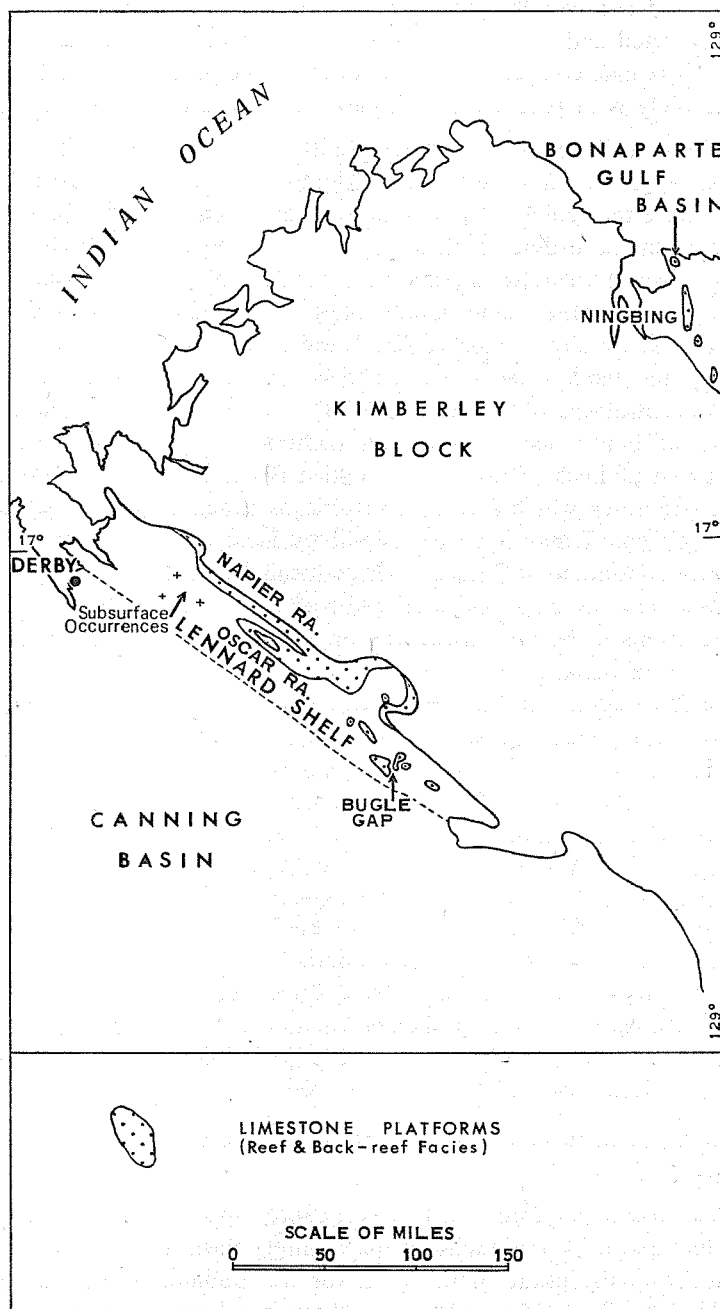 129°
INDIAN OCEAN
BONAPARTE
GULF
BASIN
NINGBING
KIMBERLEY
BLOCK
17°
17°
DERBY
NAPIER RA.
Subsurface
Occurrences
OSCAR RA.
LENNARD SHELF
BUGLE
GAP
CANNING
BASIN
129°
LIMESTONE PLATFORMS
(Reef & Back-reef Facies)
SCALE OF MILES
0 50 100 150